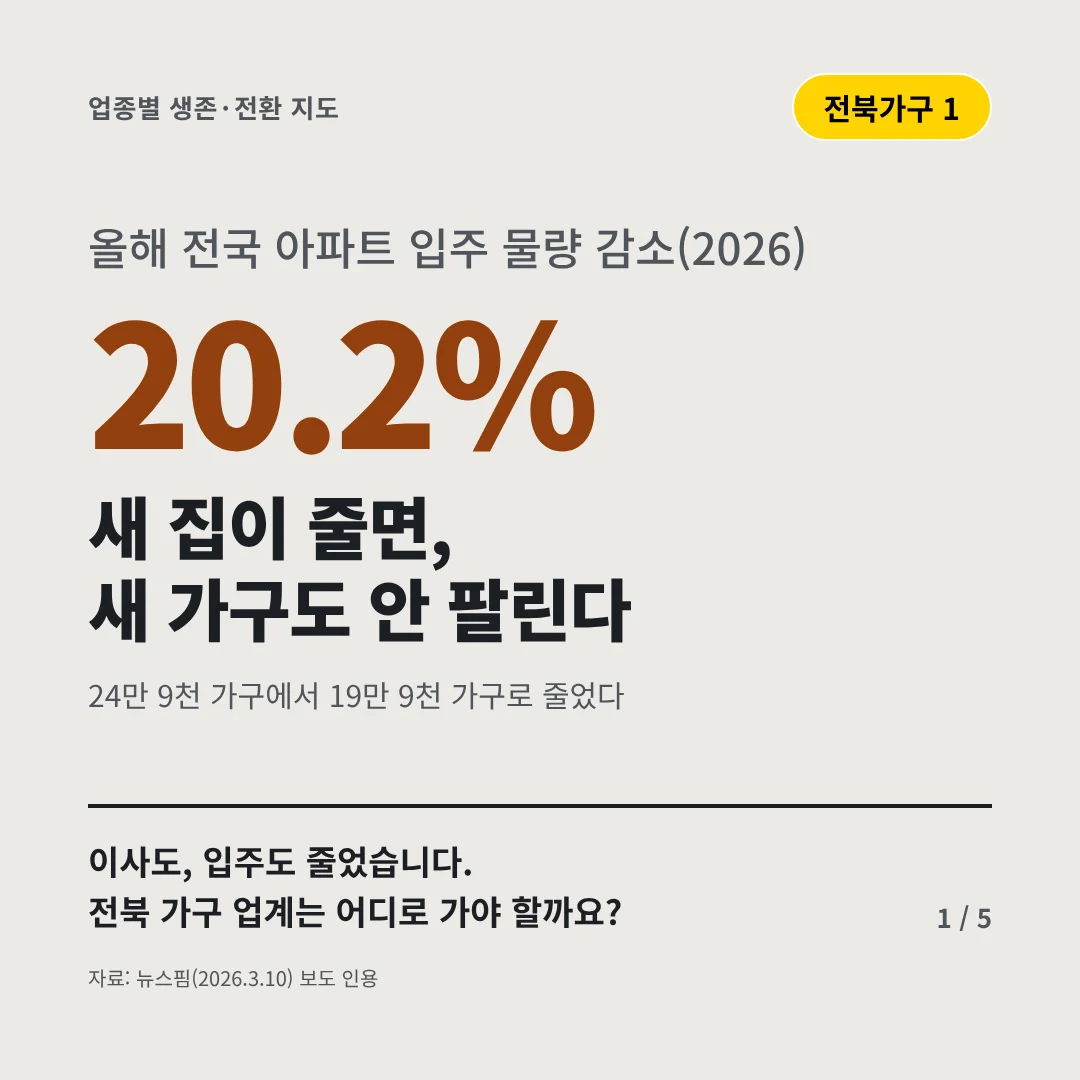 업종별 생존·전환 지도
전북가구 1
올해 전국 아파트 입주 물량 감소(2026)
20.2%
새 집이 줄면,
새 가구도 안 팔린다
24만 9천 가구에서 19만 9천 가구로 줄었다
이사도, 입주도 줄었습니다.
전북 가구 업계는 어디로 가야 할까요?
1 / 5
자료: 뉴스핌(2026.3.10) 보도 인용